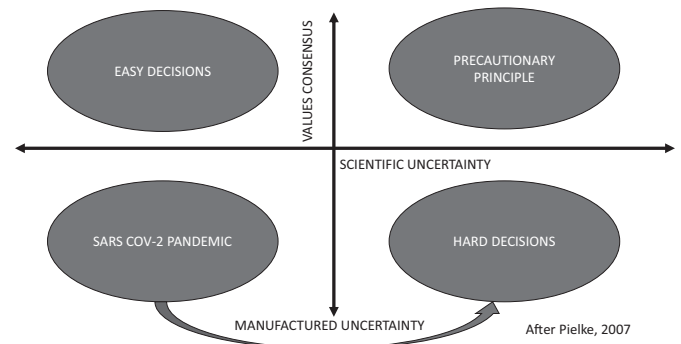 EASY DECISIONS
VALUES CONSENSUS
PRECAUTIONARY
PRINCIPLE
SCIENTIFIC UNCERTAINTY
SARS COV-2 PANDEMIC
HARD DECISIONS
MANUFACTURED UNCERTAINTY
After Pielke, 2007